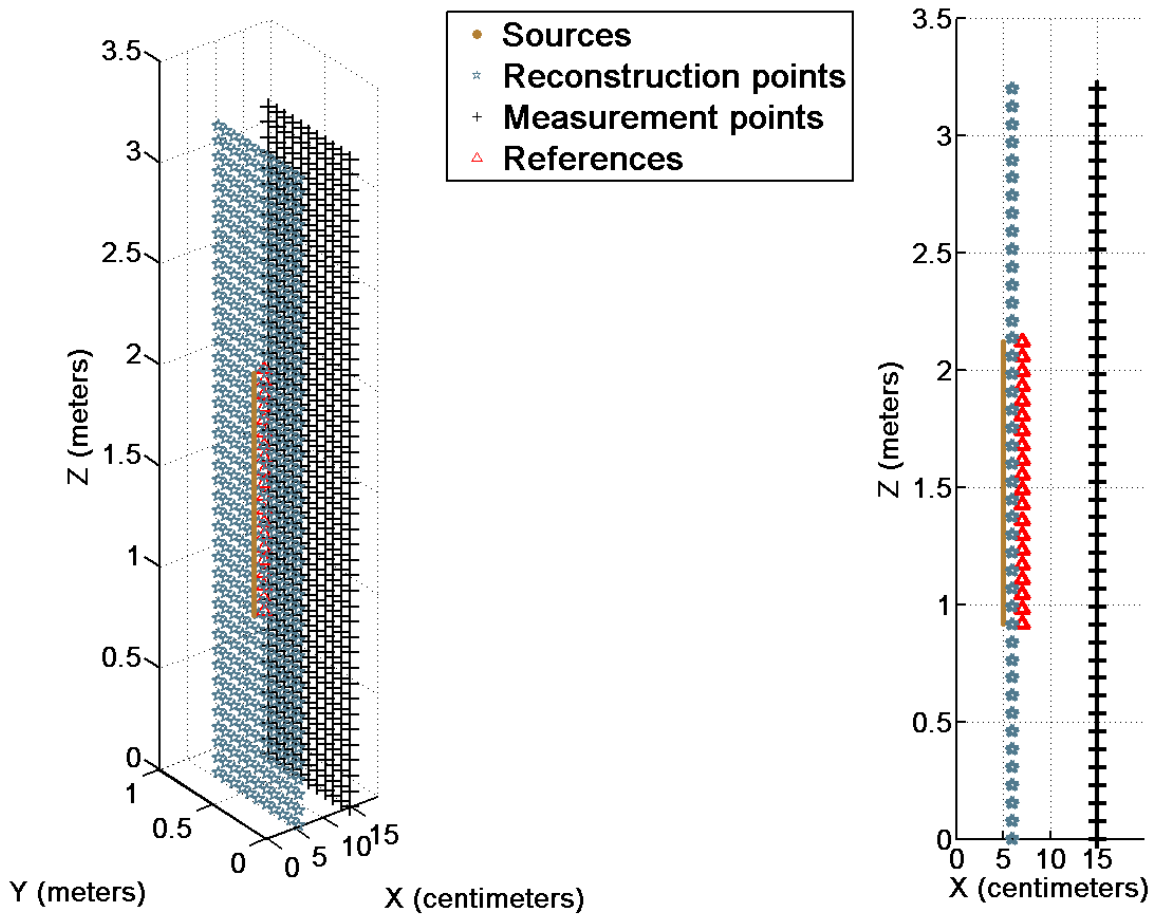 Sources
Reconstruction points
Measurement points
References
3.5
3
2.5
2
1.5
1
0.5
0
Z (meters)
1
0.5
0
Y (meters)
0
5
10
15
X (centimeters)
3.5
3
2.5
2
1.5
1
0.5
0
Z (meters)
0 5 10 15
X (centimeters)